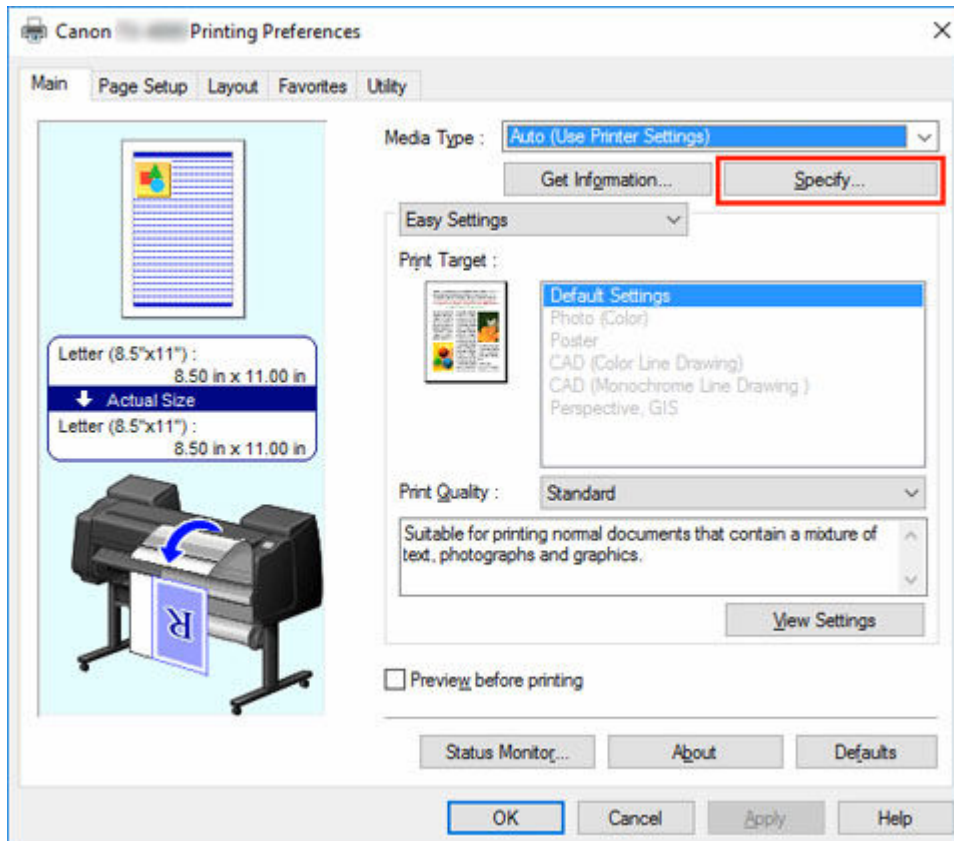 Canon Printing Preferences
Main Page Setup Layout Favorites Utility
Media Type : Auto (Use Printer Settings)
Get Information... Specify...
Easy Settings
Print Target :
Default Settings
Photo (Color)
Poster
CAD (Color Line Drawing)
CAD (Monochrome Line Drawing )
Perspective, GIS
Letter (8.5"x11") :
8.50 in x 11.00 in
Actual Size
Letter (8.5"x11") :
8.50 in x 11.00 in
R
Print Quality : Standard
Suitable for printing normal documents that contain a mixture of
text, photographs and graphics.
View Settings
Preview before printing
Status Monitor... About Defaults
OK Cancel Apply Help